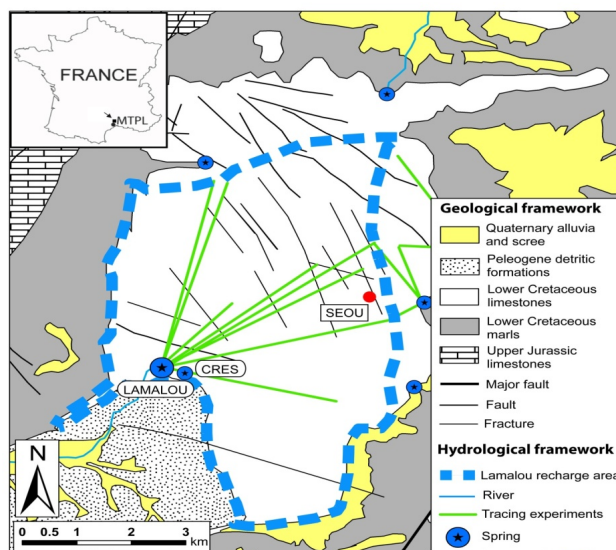 FRANCE
MTPL
SEOU
CRES
LAMALOU
N
0 0.5 1 2 3
km
Geological framework
Quaternary alluvia
and scree
Peleogene detritic
formations
Lower Cretaceous
limestones
Lower Cretaceous
marls
Upper Jurassic
limestones
Major fault
Fault
Fracture
Hydrological framework
Lamalou recharge area
River
Tracing experiments
Spring